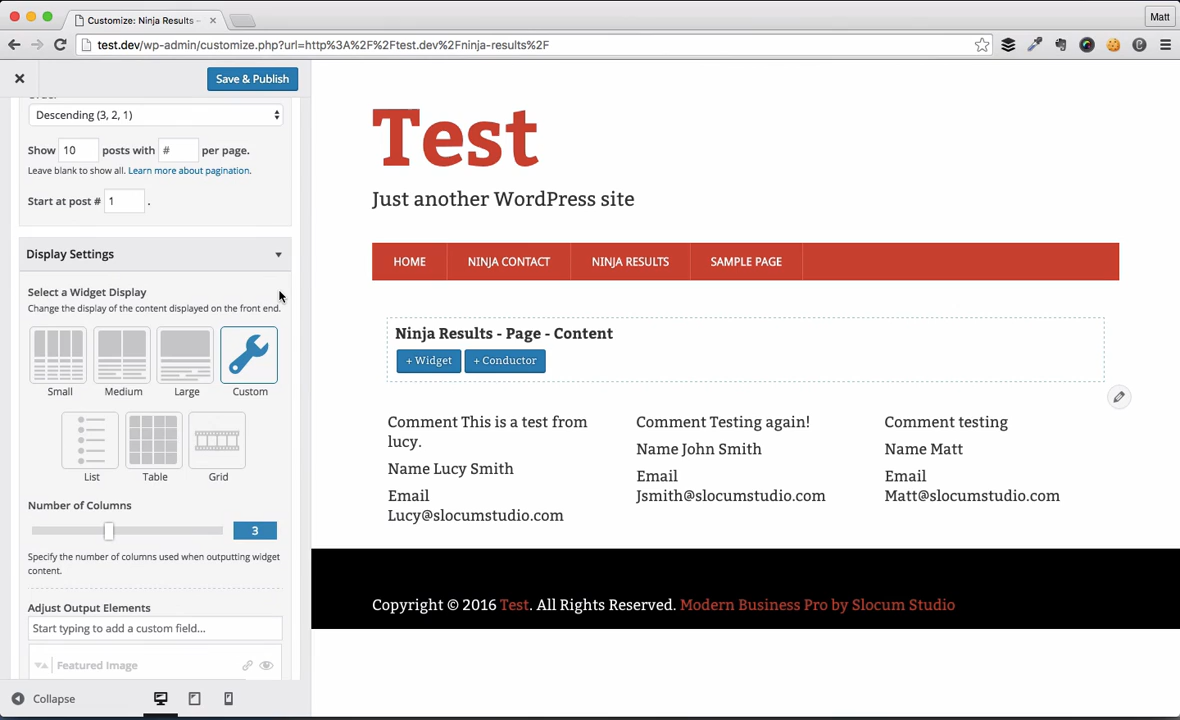 Customize: Ninja Results –
Matt
test.dev/wp-admin/customize.php?url=http%3A%2F%2Ftest.dev%2Fninja-results%2F
Save & Publish
Descending (3, 2, 1)
Show 10 posts with # per page.
Leave blank to show all. Learn more about pagination.
Start at post # 1 .
Display Settings
Select a Widget Display
Change the display of the content displayed on the front end.
Small Medium Large Custom
List Table Grid
Number of Columns
3
Specify the number of columns used when outputting widget
content.
Adjust Output Elements
Start typing to add a custom field...
Featured Image
Collapse
Test
Just another WordPress site
HOME NINJA CONTACT NINJA RESULTS SAMPLE PAGE
Ninja Results - Page - Content
+ Widget + Conductor
Comment This is a test from
lucy.
Name Lucy Smith
Email
Lucy@slocumstudio.com
Comment Testing again!
Name John Smith
Email
Jsmith@slocumstudio.com
Comment testing
Name Matt
Email
Matt@slocumstudio.com
Copyright © 2016 Test. All Rights Reserved. Modern Business Pro by Slocum Studio